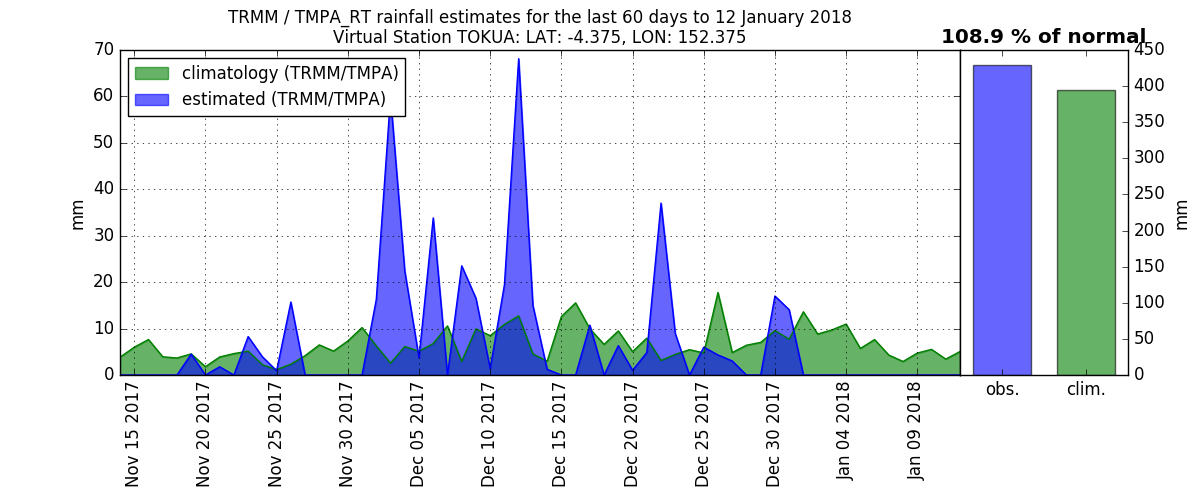 TRMM / TMPA_RT rainfall estimates for the last 60 days to 12 January 2018
Virtual Station TOKUA: LAT: -4.375, LON: 152.375
108.9 % of normal
climatology (TRMM/TMPA)
estimated (TRMM/TMPA)
70
60
50
40
30
20
10
0
mm
Nov 15 2017
Nov 20 2017
Nov 25 2017
Nov 30 2017
Dec 05 2017
Dec 10 2017
Dec 15 2017
Dec 20 2017
Dec 25 2017
Dec 30 2017
Jan 04 2018
Jan 09 2018
450
400
350
300
250
200
150
100
50
0
mm
obs.
clim.